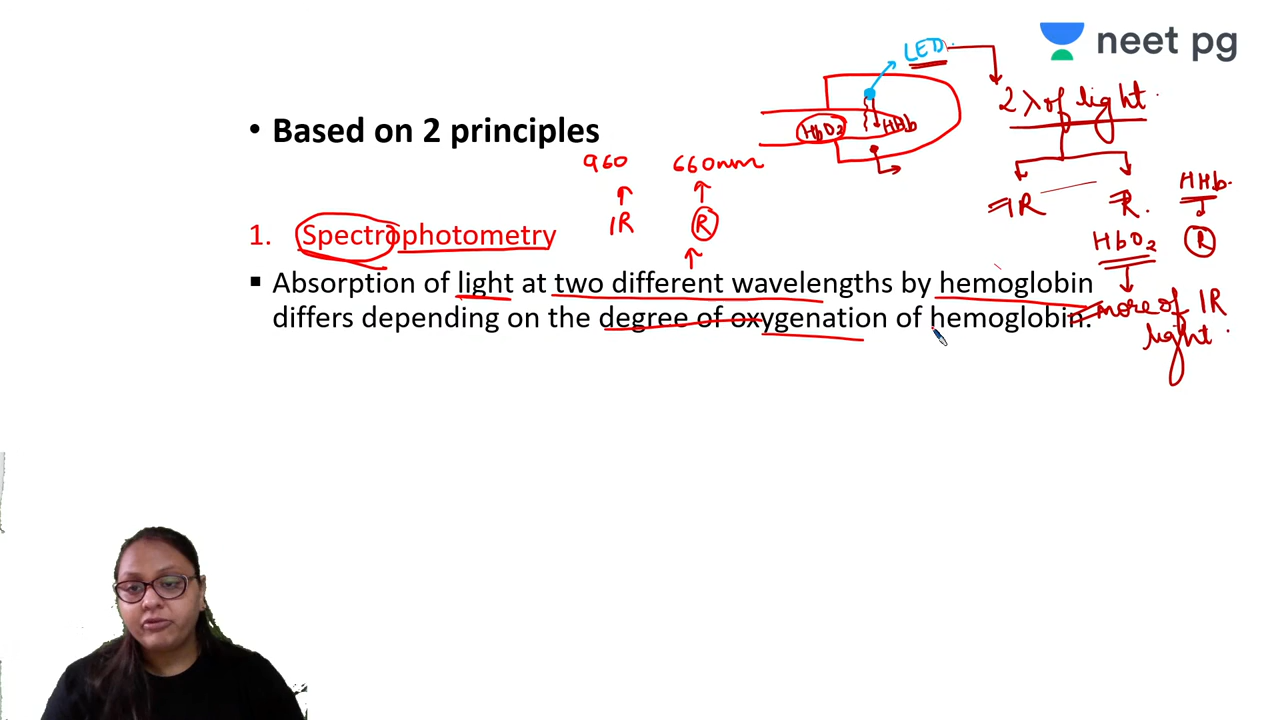 neet pg
LED
2 λ of light
HbO2 HHb
• Based on 2 principles
960 660nm
IR R
IR R.
HHb.
R
HbO2
more of IR
light
1. Spectrophotometry
▪ Absorption of light at two different wavelengths by hemoglobin
differs depending on the degree of oxygenation of hemoglobin.